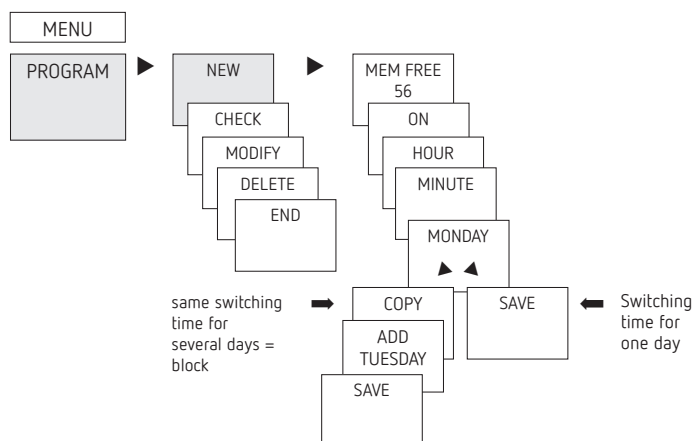 MENU
PROGRAM
NEW
CHECK
MODIFY
DELETE
END
MEM FREE
56
ON
HOUR
MINUTE
MONDAY
same switching
time for
several days =
block
COPY
ADD
TUESDAY
SAVE
SAVE
Switching
time for
one day